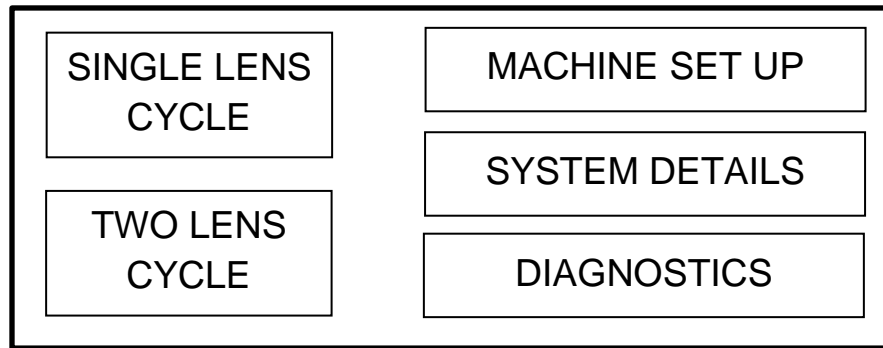 SINGLE LENS
CYCLE
TWO LENS
CYCLE
MACHINE SET UP
SYSTEM DETAILS
DIAGNOSTICS